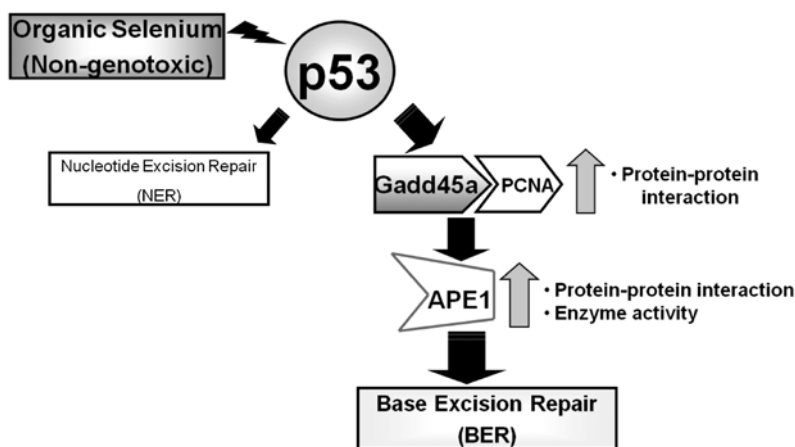 Organic Selenium
(Non-genotoxic)
p53
Nucleotide Excision Repair
(NER)
Gadd45a
PCNA
• Protein-protein
interaction
APE1
• Protein-protein interaction
• Enzyme activity
Base Excision Repair
(BER)